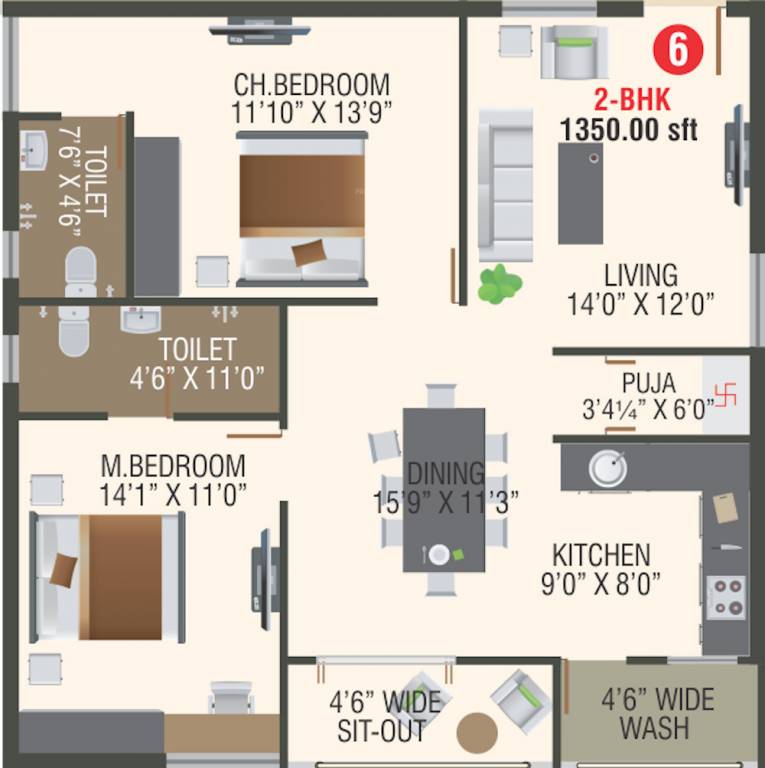 6
2-BHK
1350.00 sft
CH.BEDROOM
11'10" X 13'9"
TOILET
7'6" X 4'6"
LIVING
14'0" X 12'0"
TOILET
4'6" X 11'0"
PUJA
3'4¼" X 6'0"
M.BEDROOM
14'1" X 11'0"
DINING
15'9" X 11'3"
KITCHEN
9'0" X 8'0"
4'6" WIDE
SIT-OUT
4'6" WIDE
WASH